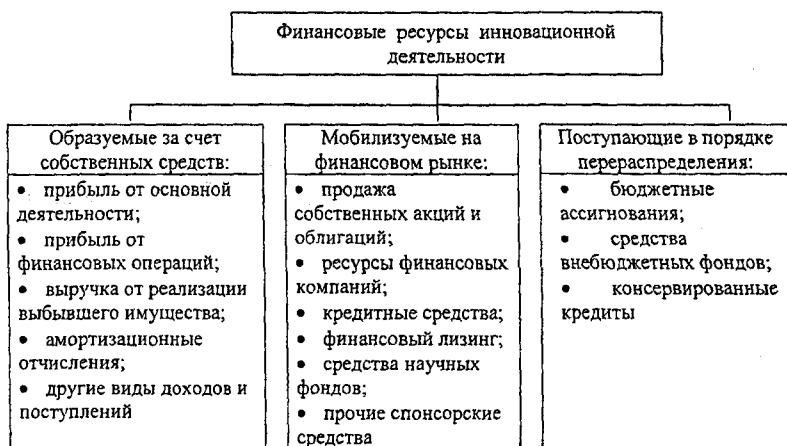 Финансовые ресурсы инновационной
деятельности
Образуемые за счет
собственных средств:
• прибыль от основной
деятельности;
• прибыль от
финансовых операций;
• выручка от реализации
выбывшего имущества;
• амортизационные
отчисления;
• другие виды доходов и
поступлений
Мобилизуемые на
финансовом рынке:
• продажа
собственных акций и
облигаций;
• ресурсы финансовых
компаний;
• кредитные средства;
• финансовый лизинг;
• средства научных
фондов;
• прочие спонсорские
средства
Поступающие в порядке
перераспределения:
• бюджетные
ассигнования;
• средства
внебюджетных фондов;
• консервированные
кредиты